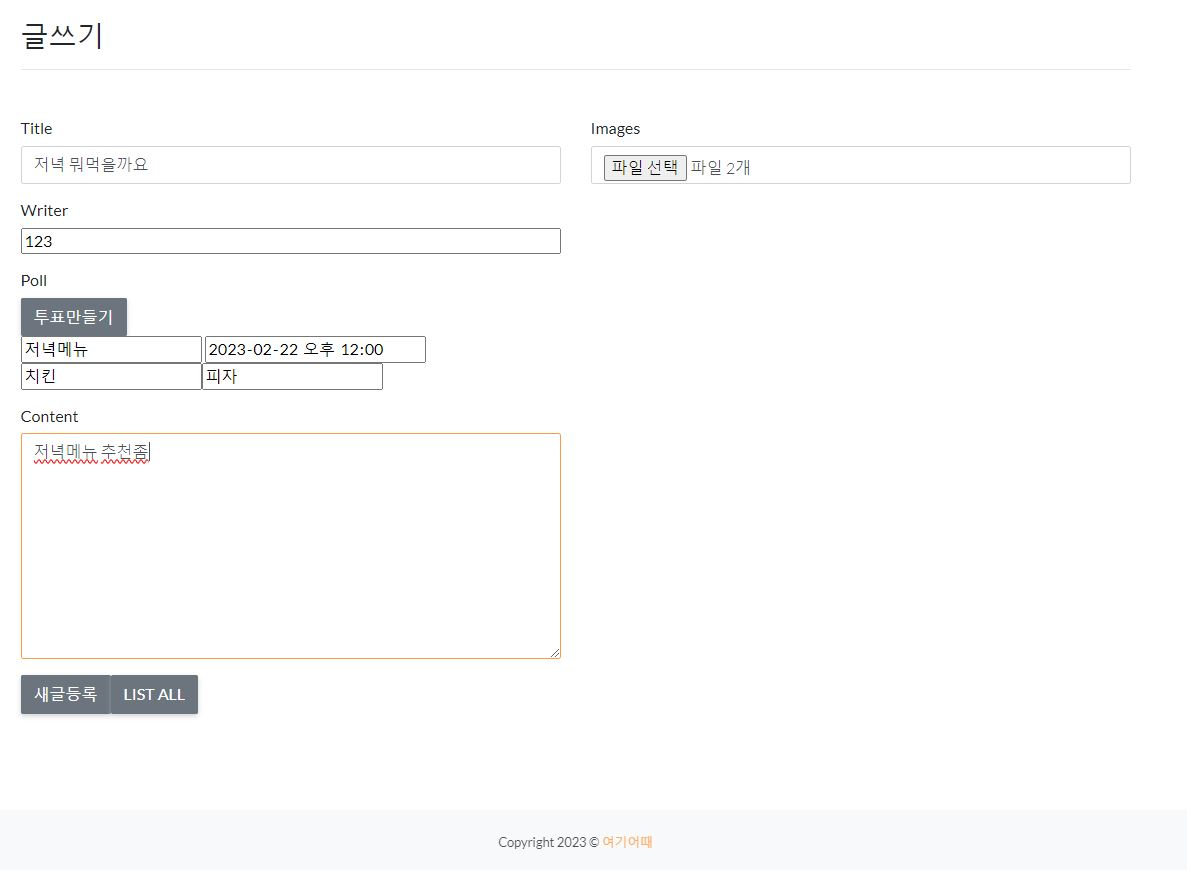 글쓰기
Title
저녁 뭐먹을까요
Images
파일 선택 파일 2개
Writer
123
Poll
투표만들기
저녁메뉴 2023-02-22 오후 12:00
치킨 피자
Content
저녁메뉴 추천좀
새글등록 LIST ALL
Copyright 2023 © 여기어때